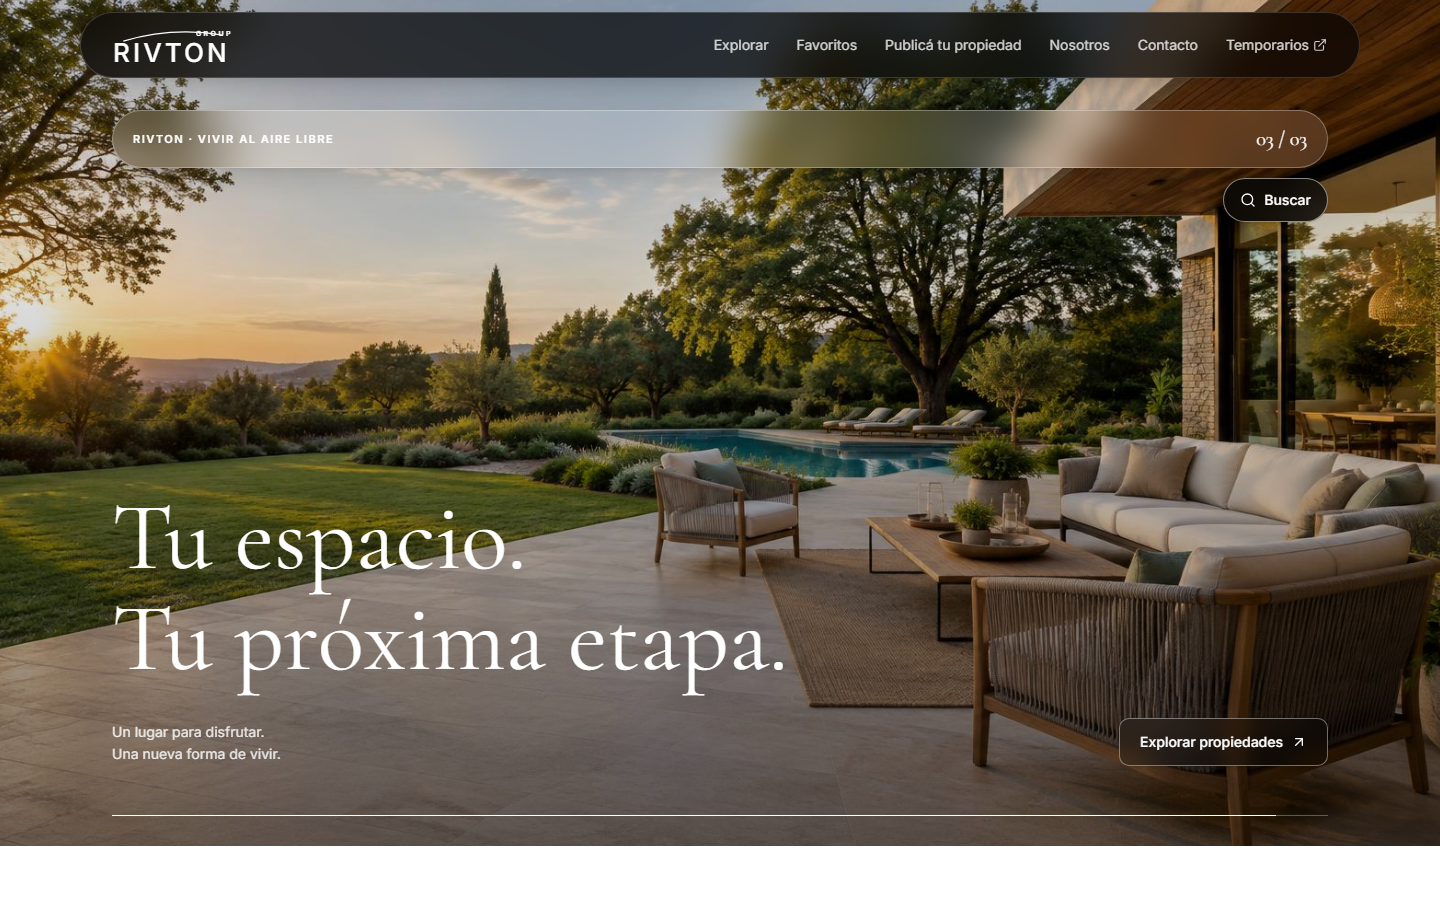 GROUP
RIVTON
Explorar
Favoritos
Publicá tu propiedad
Nosotros
Contacto
Temporarios
RIVTON · VIVIR AL AIRE LIBRE
03 / 03
Buscar
Tu espacio.
Tu próxima etapa.
Un lugar para disfrutar.
Una nueva forma de vivir.
Explorar propiedades